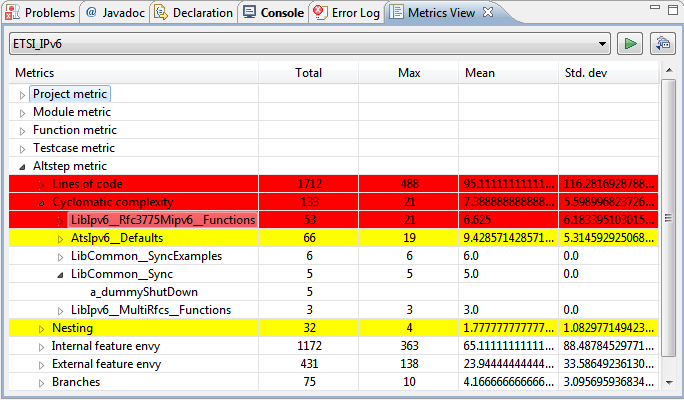 Problems @ Javadoc Declaration Console Error Log Metrics View
ETSI_IPv6
Metrics Total Max Mean Std. dev
Project metric
Module metric
Function metric
Testcase metric
Altstep metric
Lines of code 1712 488 95.11111111111... 116.2816928788...
Cyclomatic complexity 133 21 7.388888888888... 5.598996823726...
LibIpv6__Rfc3775Mipv6__Functions 53 21 6.625 6.183395103015...
AtsIpv6__Defaults 66 19 9.428571428571... 5.314592925068...
LibCommon__SyncExamples 6 6 6.0 0.0
LibCommon__Sync 5 5 5.0 0.0
a_dummyShutDown 5
LibIpv6__MultiRfcs__Functions 3 3 3.0 0.0
Nesting 32 4 1.777777777777... 1.082977149423...
Internal feature envy 1172 363 65.11111111111... 88.48784529771...
External feature envy 431 138 23.94444444444... 33.58649236130...
Branches 75 10 4.166666666666... 3.095695936834...